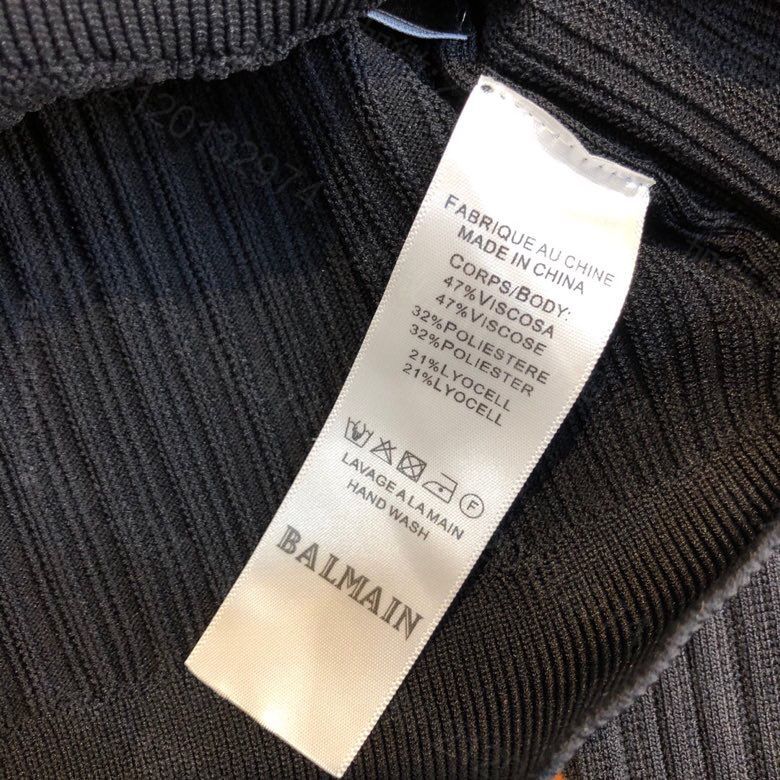 FABRIQUE AU CHINE
MADE IN CHINA
CORPS/BODY:
47%VISCOSA
47%VISCOSE
32%POLIESTERE
32%POLIESTER
21%LYOCELL
21%LYOCELL
F
LAVAGE A LA MAIN
HAND WASH
BALMAIN